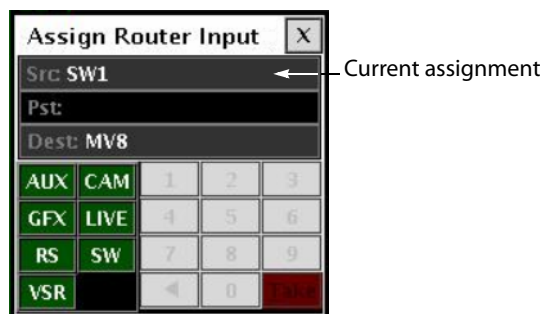 Assign Router Input X
Src: SW1
Current assignment
Pst:
Dest: MV8
AUX CAM 1 2 3
GFX LIVE 4 5 6
RS SW 7 8 9
VSR 0 Take